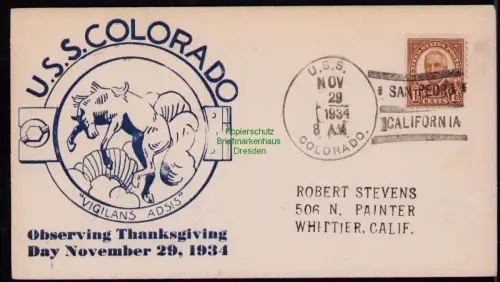 U.S.S. COLORADO
"VIGILANS ADSIS"
Observing Thanksgiving
Day November 29, 1934
U.S.S.
NOV
29
1934
8 AM
COLORADO.
SAN PEDRO
CALIFORNIA
CENTS
ROBERT STEVENS
506 N. PAINTER
WHITTIER, CALIF.
Kopierschutz
Briefmarkenhaus
Dresden